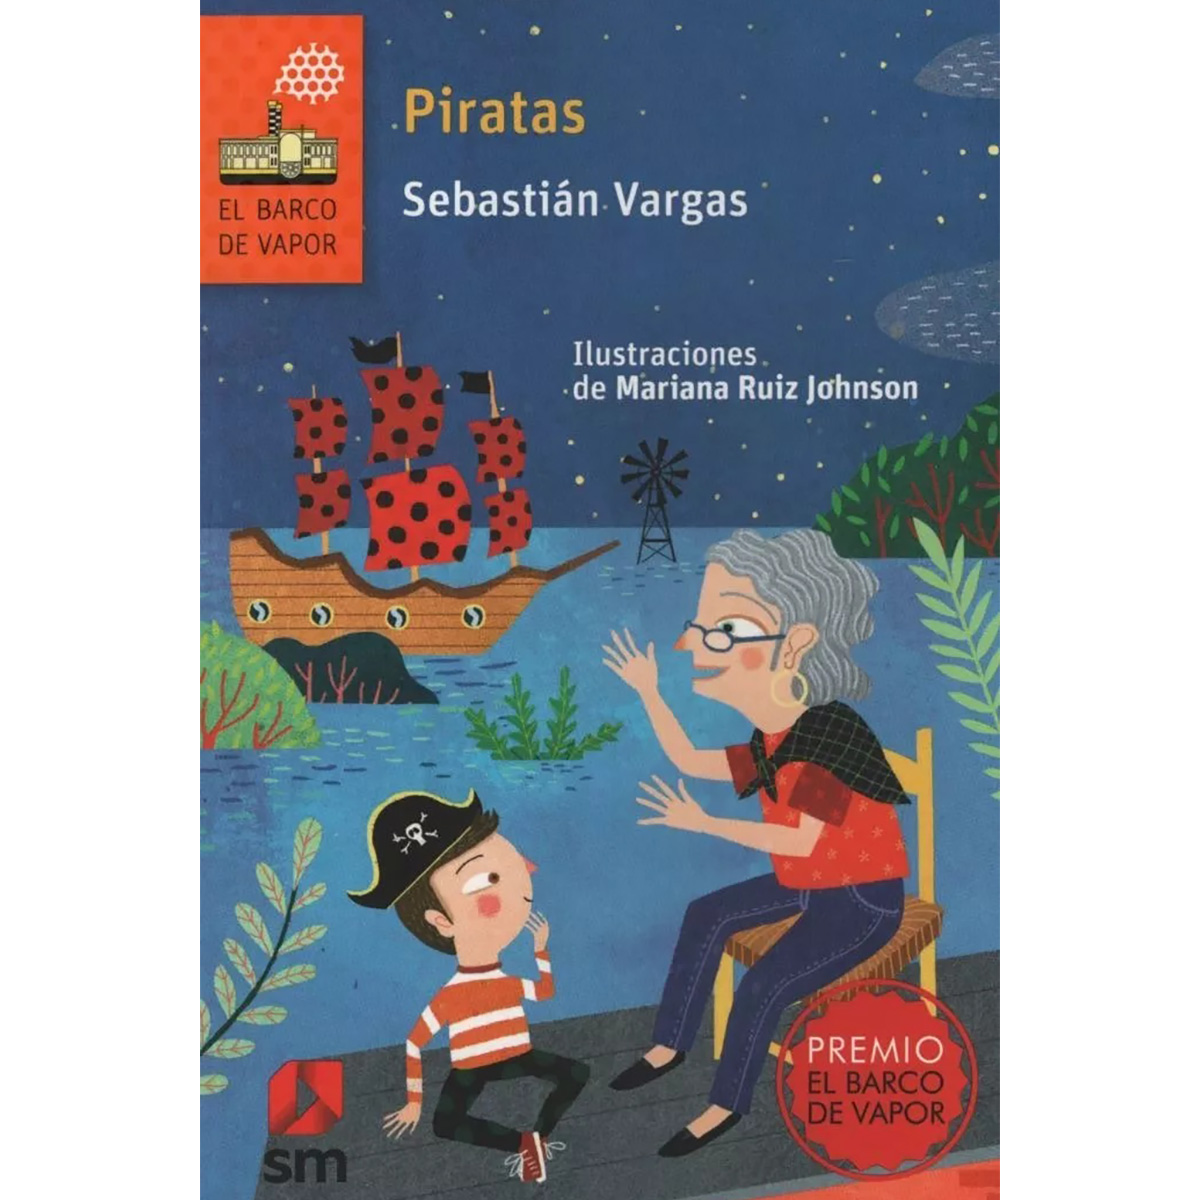 EL BARCO
DE VAPOR
Piratas
Sebastián Vargas
Ilustraciones
de Mariana Ruiz Johnson
PREMIO
EL BARCO
DE VAPOR
sm